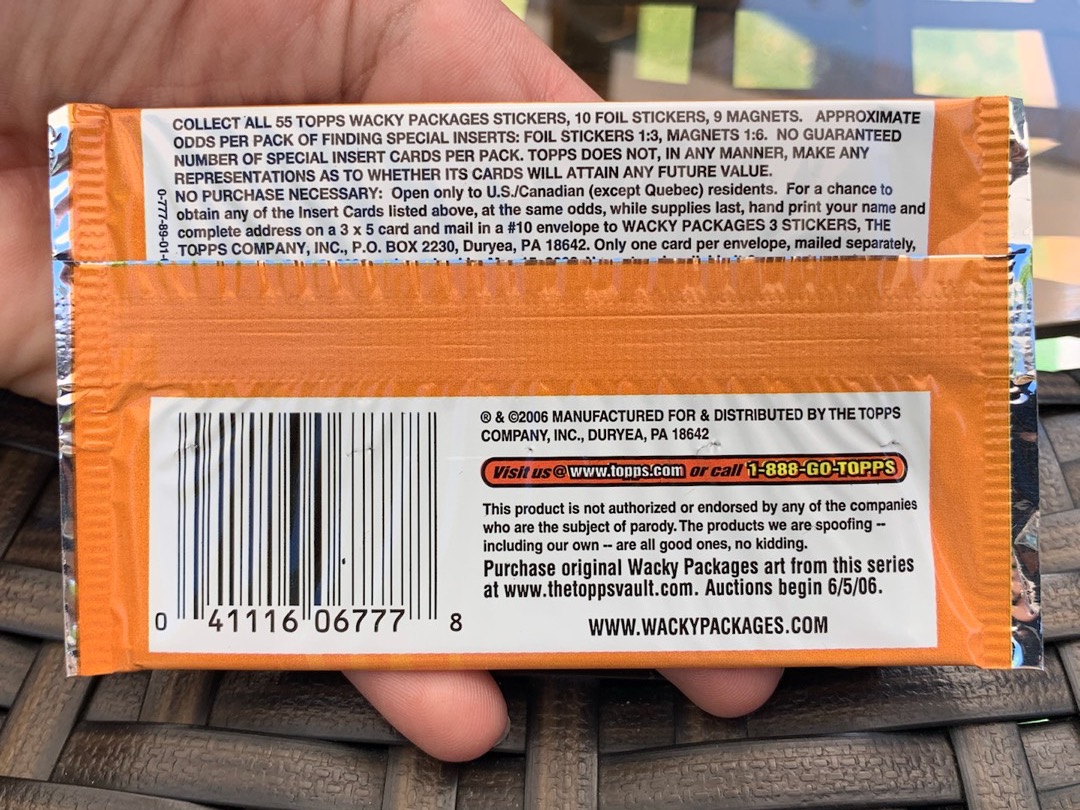 COLLECT ALL 55 TOPPS WACKY PACKAGES STICKERS, 10 FOIL STICKERS, 9 MAGNETS. APPROXIMATE
ODDS PER PACK OF FINDING SPECIAL INSERTS: FOIL STICKERS 1:3, MAGNETS 1:6. NO GUARANTEED
NUMBER OF SPECIAL INSERT CARDS PER PACK. TOPPS DOES NOT, IN ANY MANNER, MAKE ANY
REPRESENTATIONS AS TO WHETHER ITS CARDS WILL ATTAIN ANY FUTURE VALUE.
NO PURCHASE NECESSARY: Open only to U.S./Canadian (except Quebec) residents. For a chance to
obtain any of the Insert Cards listed above, at the same odds, while supplies last, hand print your name and
complete address on a 3 x 5 card and mail in a #10 envelope to WACKY PACKAGES 3 STICKERS, THE
TOPPS COMPANY, INC., P.O. BOX 2230, Duryea, PA 18642. Only one card per envelope, mailed separately,
0-777-89-01-
® & ©2006 MANUFACTURED FOR & DISTRIBUTED BY THE TOPPS
COMPANY, INC., DURYEA, PA 18642
Visit us @ www.topps.com or call 1-888-GO-TOPPS
This product is not authorized or endorsed by any of the companies
who are the subject of parody. The products we are spoofing --
including our own -- are all good ones, no kidding.
Purchase original Wacky Packages art from this series
at www.thetoppsvault.com. Auctions begin 6/5/06.
WWW.WACKYPACKAGES.COM
0 41116 06777 8